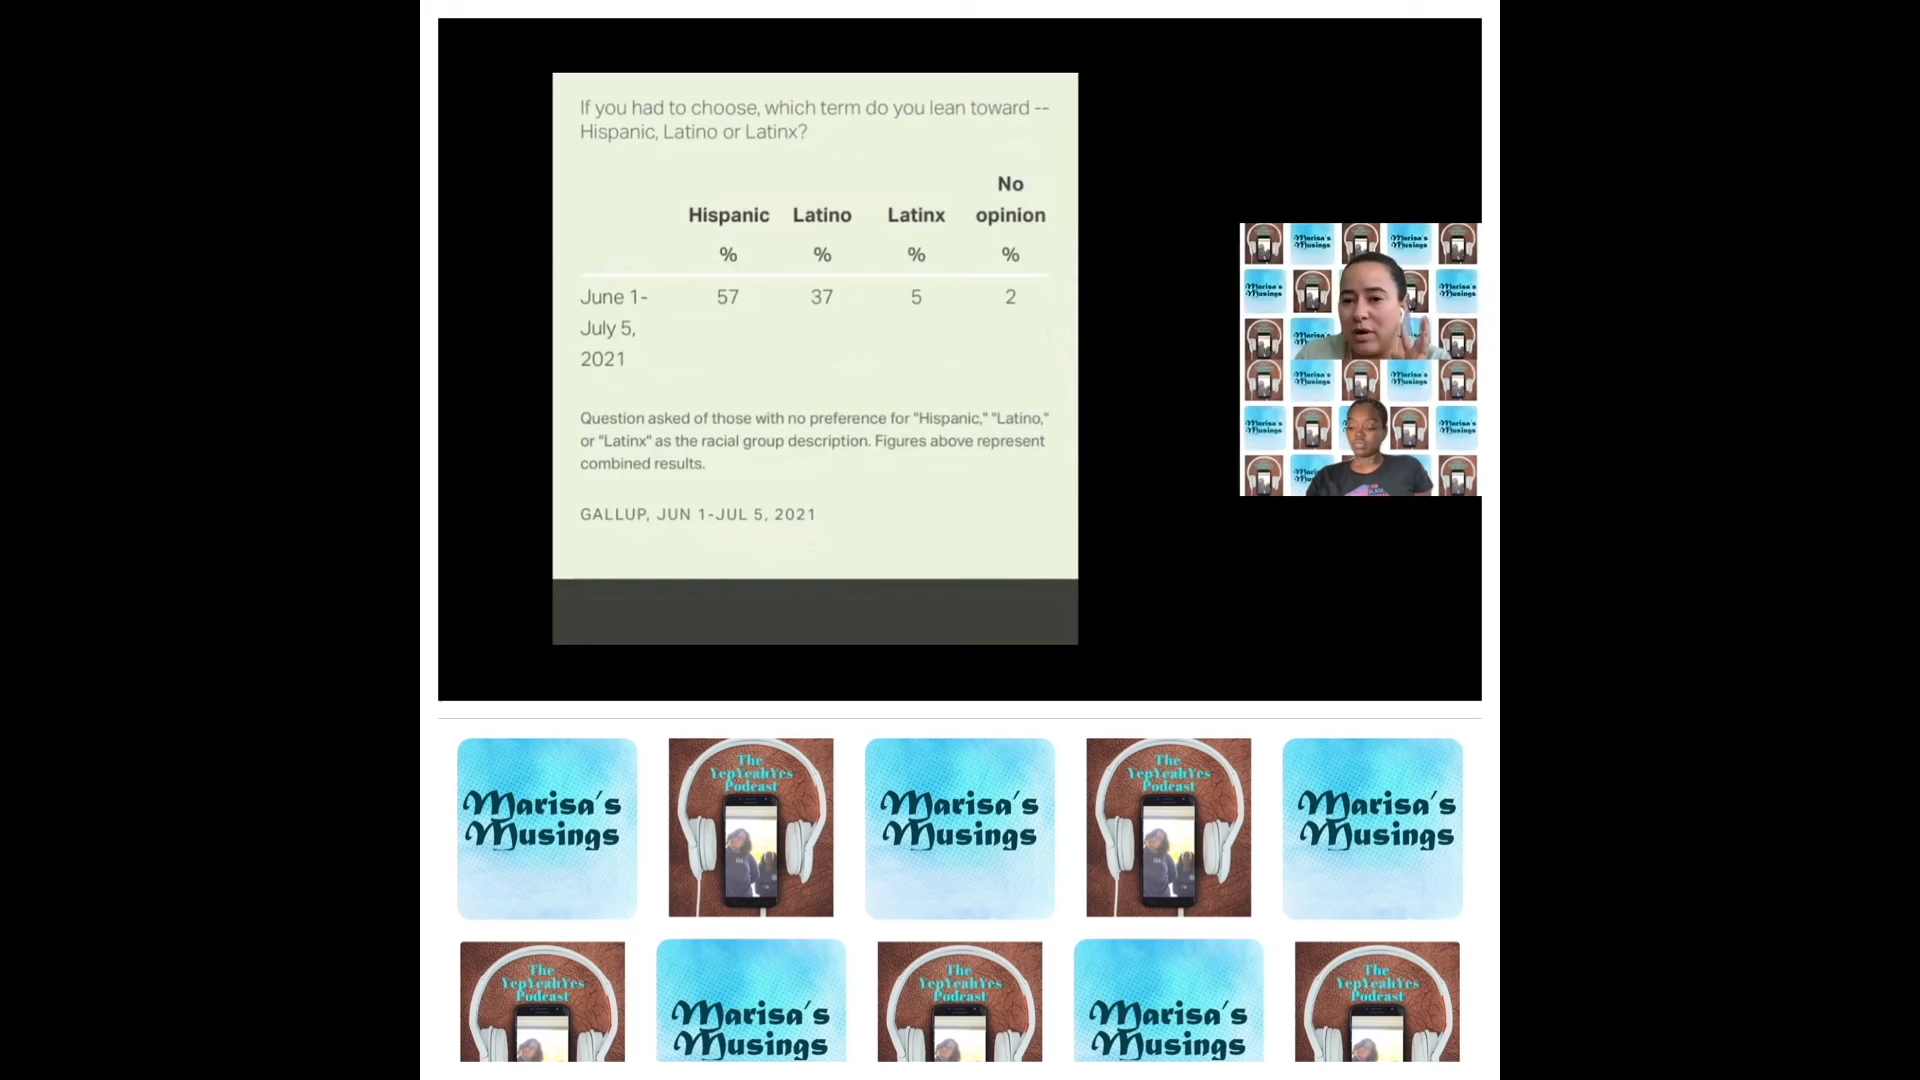 If you had to choose, which term do you lean toward --
Hispanic, Latino or Latinx?
No
Hispanic Latino Latinx opinion
% % % %
June 1- 57 37 5 2
July 5,
2021
Question asked of those with no preference for "Hispanic," "Latino,"
or "Latinx" as the racial group description. Figures above represent
combined results.
GALLUP, JUN 1-JUL 5, 2021
Marisa's
Musings
The
YepYeahYes
Podcast
Marisa's
Musings
The
YepYeahYes
Podcast
Marisa's
Musings
The
YepYeahYes
Podcast
Marisa's
Musings
The
YepYeahYes
Podcast
Marisa's
Musings
The
YepYeahYes
Podcast